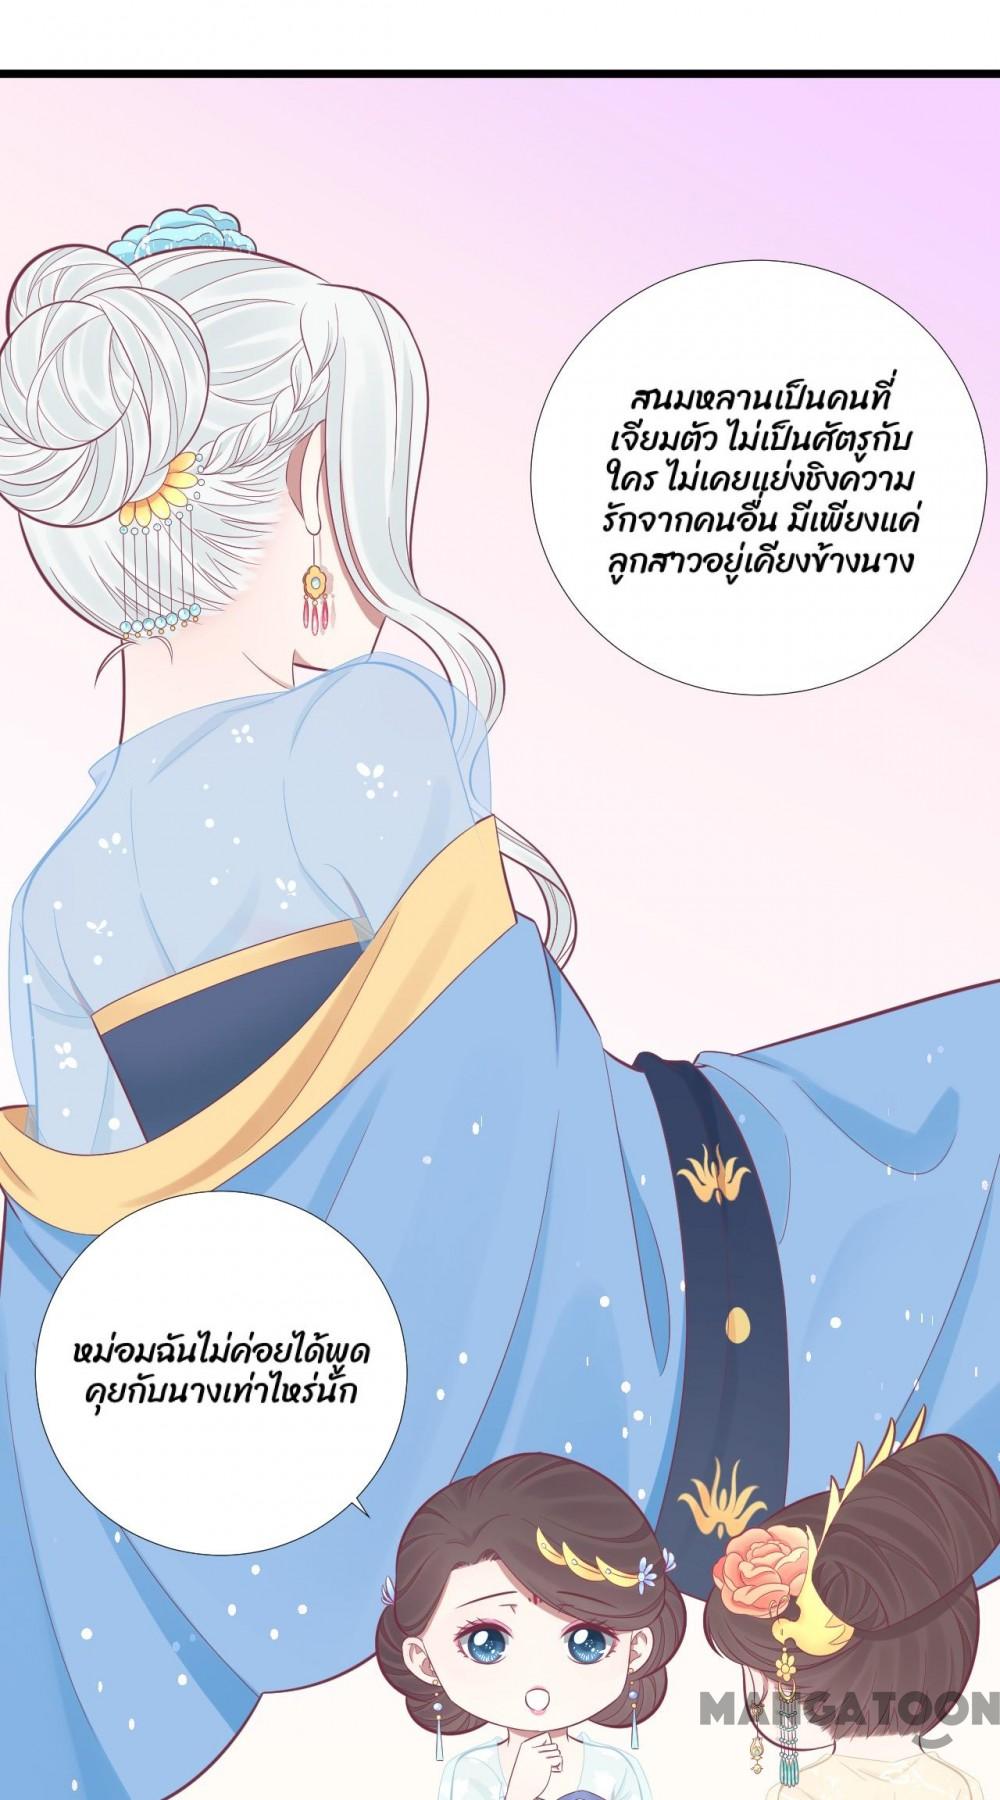 สนมหลานเป็นคนที่
เจียมตัว ไม่เป็นศัตรูกับ
ใคร ไม่เคยแย่งชิงความ
รักจากคนอื่น มีเพียงแค่
ลูกสาวอยู่เคียงข้างนาง
หม่อมฉันไม่ค่อยได้พูด
คุยกับนางเท่าไหร่นัก
MANGATOON